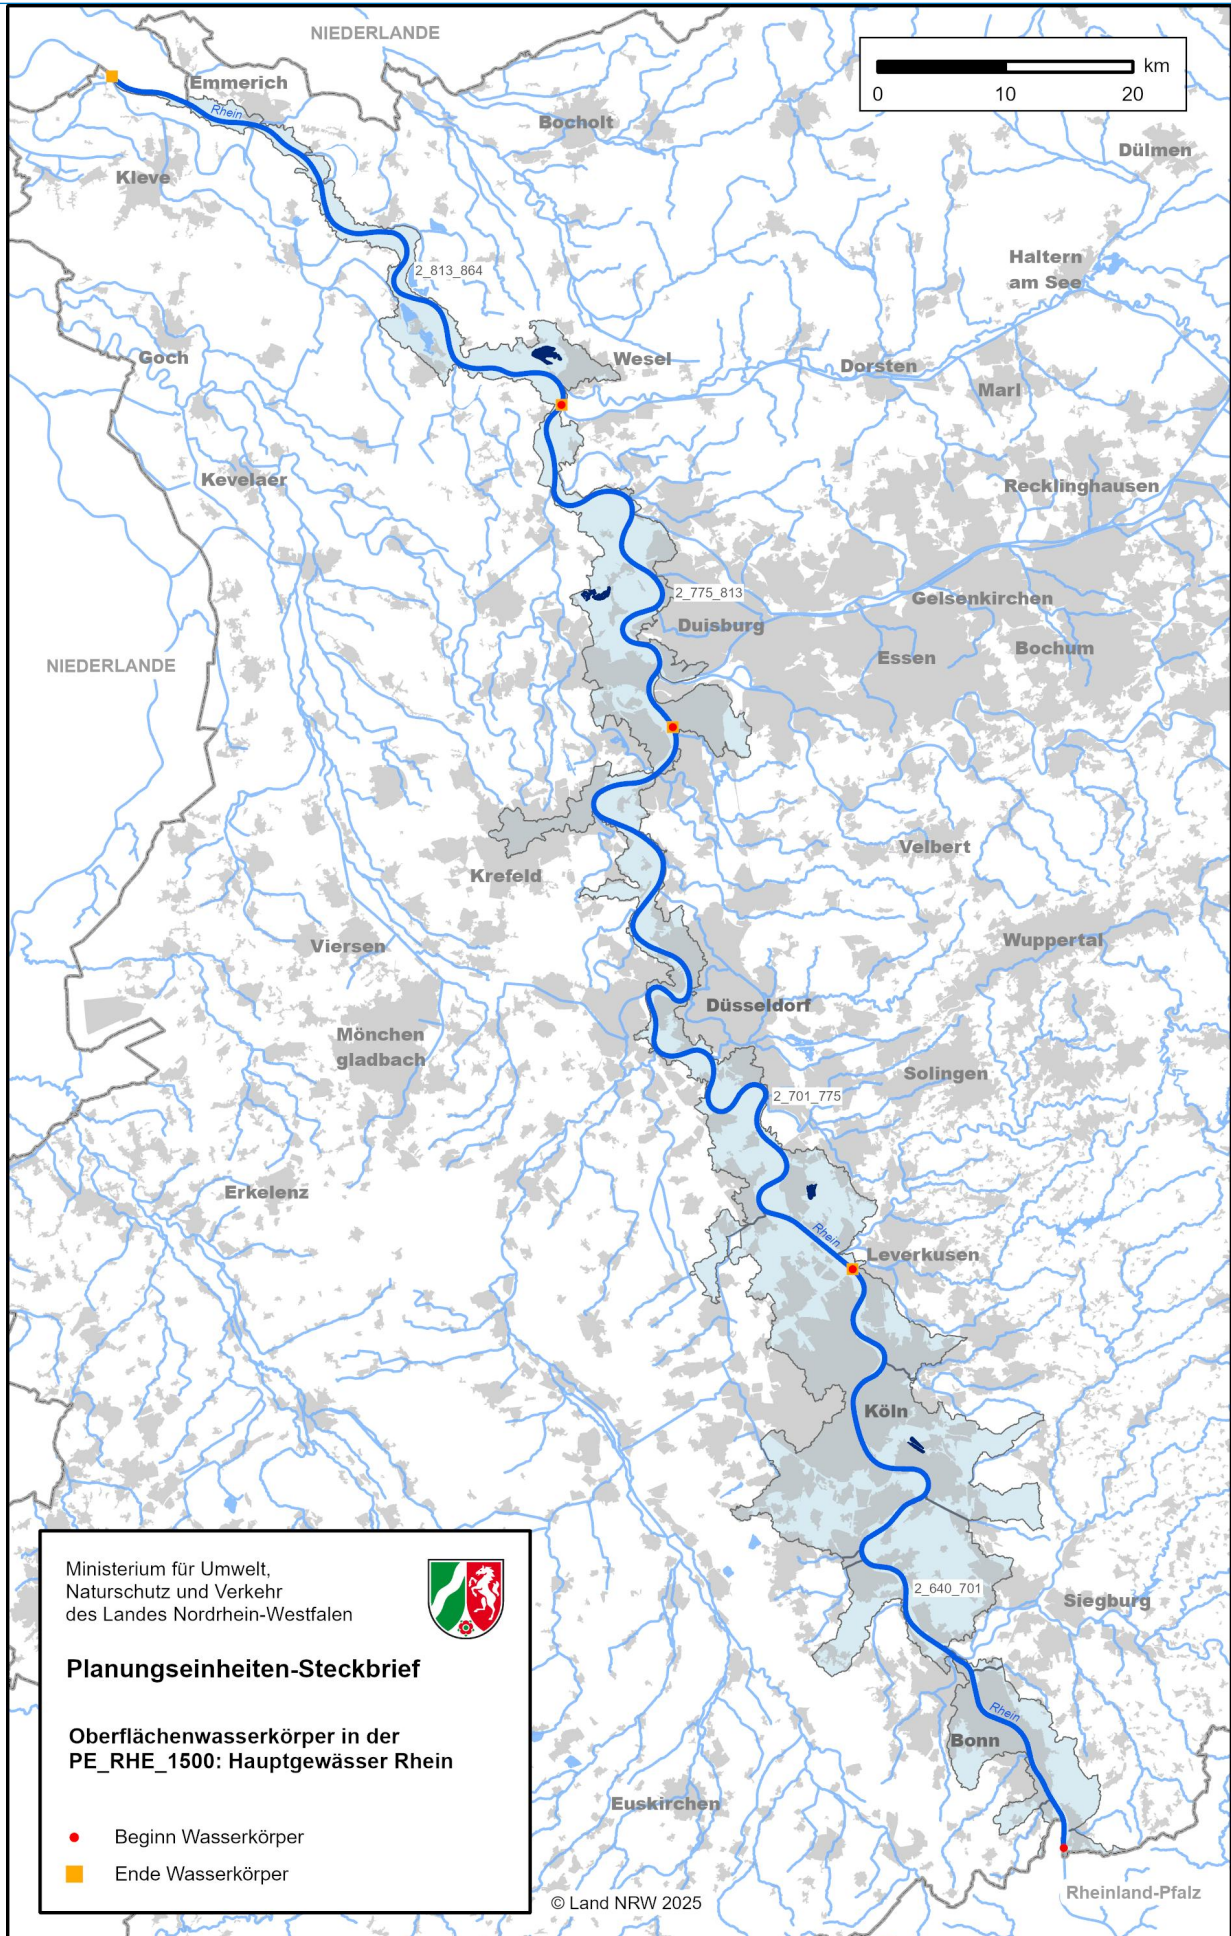 NIEDERLANDE
km
0 10 20
Emmerich
Rhein
Bocholt
Dülmen
Kleve
Haltern
am See
2_813_864
Goch
Wesel
Dorsten
Marl
Kevelaer
Recklinghausen
2_775_813
Gelsenkirchen
Duisburg
Bochum
Essen
NIEDERLANDE
Velbert
Krefeld
Viersen
Wuppertal
Düsseldorf
Mönchen
gladbach
Solingen
2_701_775
Erkelenz
Rhein
Leverkusen
Köln
2_640_701
Siegburg
Rhein
Bonn
Euskirchen
Rheinland-Pfalz
Ministerium für Umwelt,
Naturschutz und Verkehr
des Landes Nordrhein-Westfalen
Planungseinheiten-Steckbrief
Oberflächenwasserkörper in der
PE_RHE_1500: Hauptgewässer Rhein
Beginn Wasserkörper
Ende Wasserkörper
© Land NRW 2025